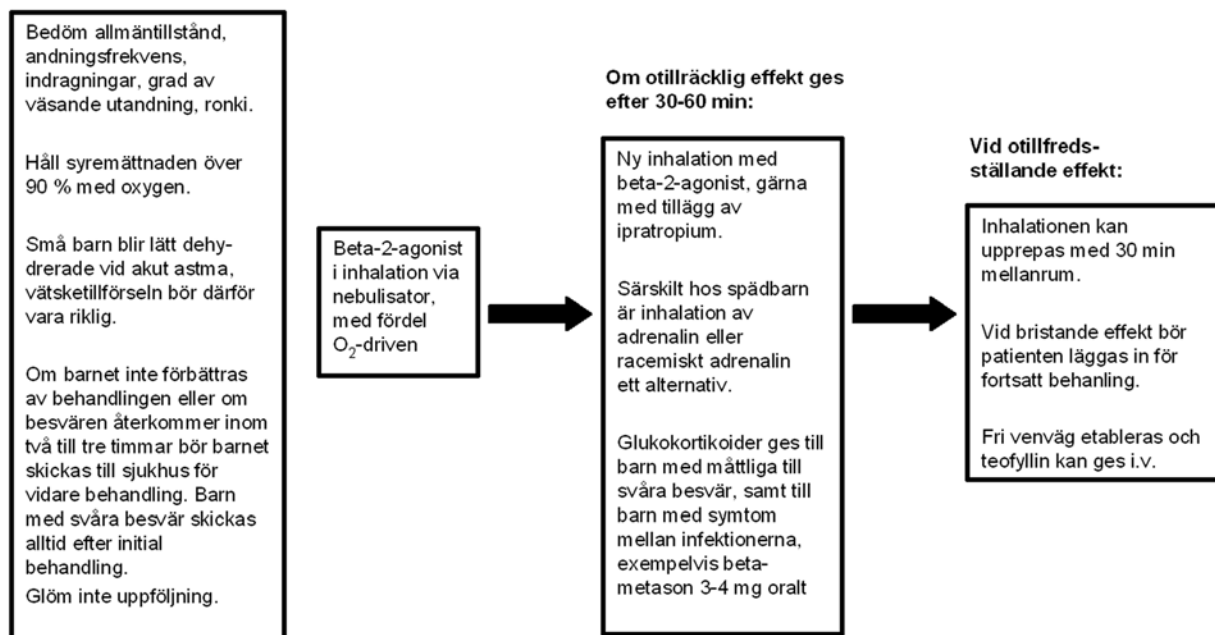 Bedöm allmäntillstånd,
andningsfrekvens,
indragningar, grad av
väsande utandning, ronki.
Håll syremättnaden över
90 % med oxygen.
Små barn blir lätt dehy-
drerade vid akut astma,
vätsketillförseln bör därför
vara riklig.
Om barnet inte förbättras
av behandlingen eller om
besvären återkommer inom
två till tre timmar bör barnet
skickas till sjukhus för
vidare behandling. Barn
med svåra besvär skickas
alltid efter initial
behandling.
Glöm inte uppföljning.
Beta-2-agonist
i inhalation via
nebulisator,
med fördel
O₂-driven
Om otillräcklig effekt ges
efter 30-60 min:
Ny inhalation med
beta-2-agonist, gärna
med tillägg av
ipratropium.
Särskilt hos spädbarn
är inhalation av
adrenalin eller
racemiskt adrenalin
ett alternativ.
Glukokortikoider ges till
barn med måttliga till
svåra besvär, samt till
barn med symtom
mellan infektionerna,
exempelvis beta-
metason 3-4 mg oralt
Vid otillfreds-
ställande effekt:
Inhalationen kan
upprepas med 30 min
mellanrum.
Vid bristande effekt bör
patienten läggas in för
fortsatt behanling.
Fri venväg etableras och
teofyllin kan ges i.v.